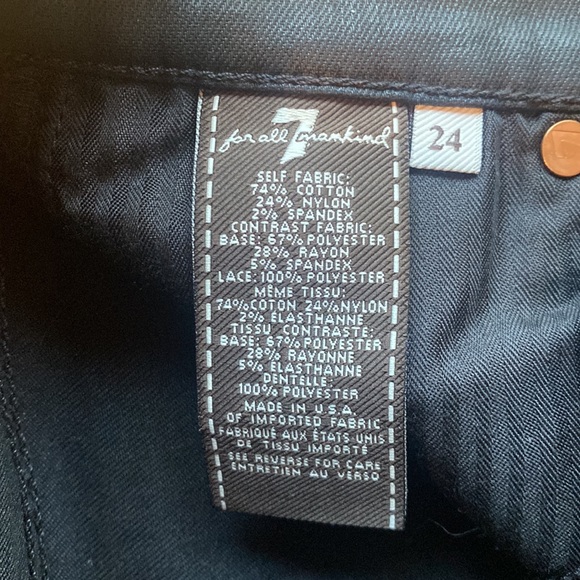 7
for all mankind
24
SELF FABRIC:
74% COTTON
24% NYLON
2% SPANDEX
CONTRAST FABRIC:
BASE: 67% POLYESTER
28% RAYON
5% SPANDEX
LACE: 100% POLYESTER
MÊME TISSU:
74% COTON 24% NYLON
2% ÉLASTHANNE
TISSU CONTRASTE:
BASE: 67% POLYESTER
28% RAYONNE
5% ÉLASTHANNE
DENTELLE:
100% POLYESTER
MADE IN U.S.A.
OF IMPORTED FABRIC
FABRIQUÉ AUX ÉTATS UNIS
DE TISSU IMPORTÉ
SEE REVERSE FOR CARE
ENTRETIEN AU VERSO